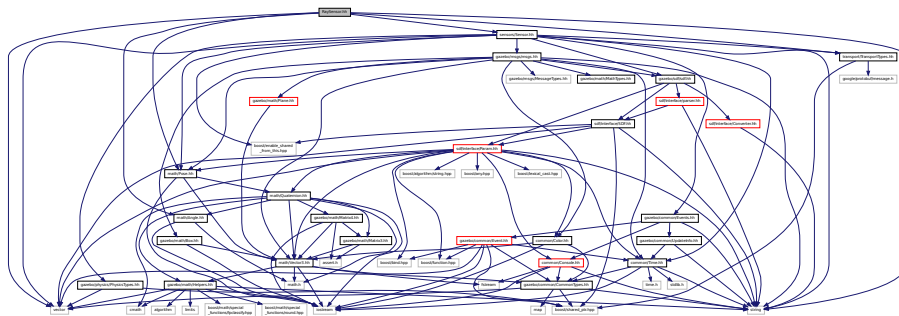 RaySensor.hh
sensors/Sensor.hh
transport/TransportTypes.hh
gazebo/msgs/msgs.hh
gazebo/msgs/MessageTypes.hh
gazebo/msgs/MathTypes.hh
gazebo/sdf/sdf.hh
google/protobuf/message.h
gazebo/math/Plane.hh
sdf/interface/parser.hh
sdf/interface/SDF.hh
sdf/interface/Converter.hh
boost/enable_shared
_from_this.hpp
sdf/interface/Param.hh
math/Pose.hh
boost/algorithm/string.hpp
boost/any.hpp
boost/lexical_cast.hpp
math/Quaternion.hh
math/Angle.hh
gazebo/math/Matrix4.hh
gazebo/common/Events.hh
gazebo/math/Box.hh
gazebo/math/Matrix3.hh
gazebo/common/Event.hh
common/Color.hh
gazebo/common/UpdateInfo.hh
math/Vector3.hh
assert.h
boost/bind.hpp
boost/function.hpp
common/Console.hh
common/Time.hh
gazebo/physics/PhysicsTypes.hh
gazebo/math/Helpers.hh
math.h
fstream
gazebo/common/CommonTypes.hh
time.h
stdlib.h
vector
cmath
algorithm
limits
boost/math/special
_functions/fpclassify.hpp
boost/math/special
_functions/round.hpp
iostream
map
boost/shared_ptr.hpp
string